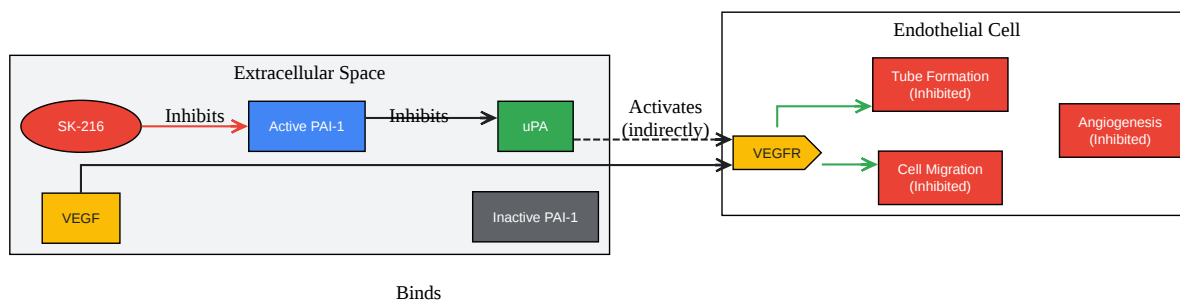 Endothelial Cell
Extracellular Space
Tube Formation
(Inhibited)
SK-216
Inhibits
Active PAI-1
Inhibits
uPA
Activates
(indirectly)
Angiogenesis
(Inhibited)
VEGFR
Cell Migration
(Inhibited)
VEGF
Inactive PAI-1
Binds